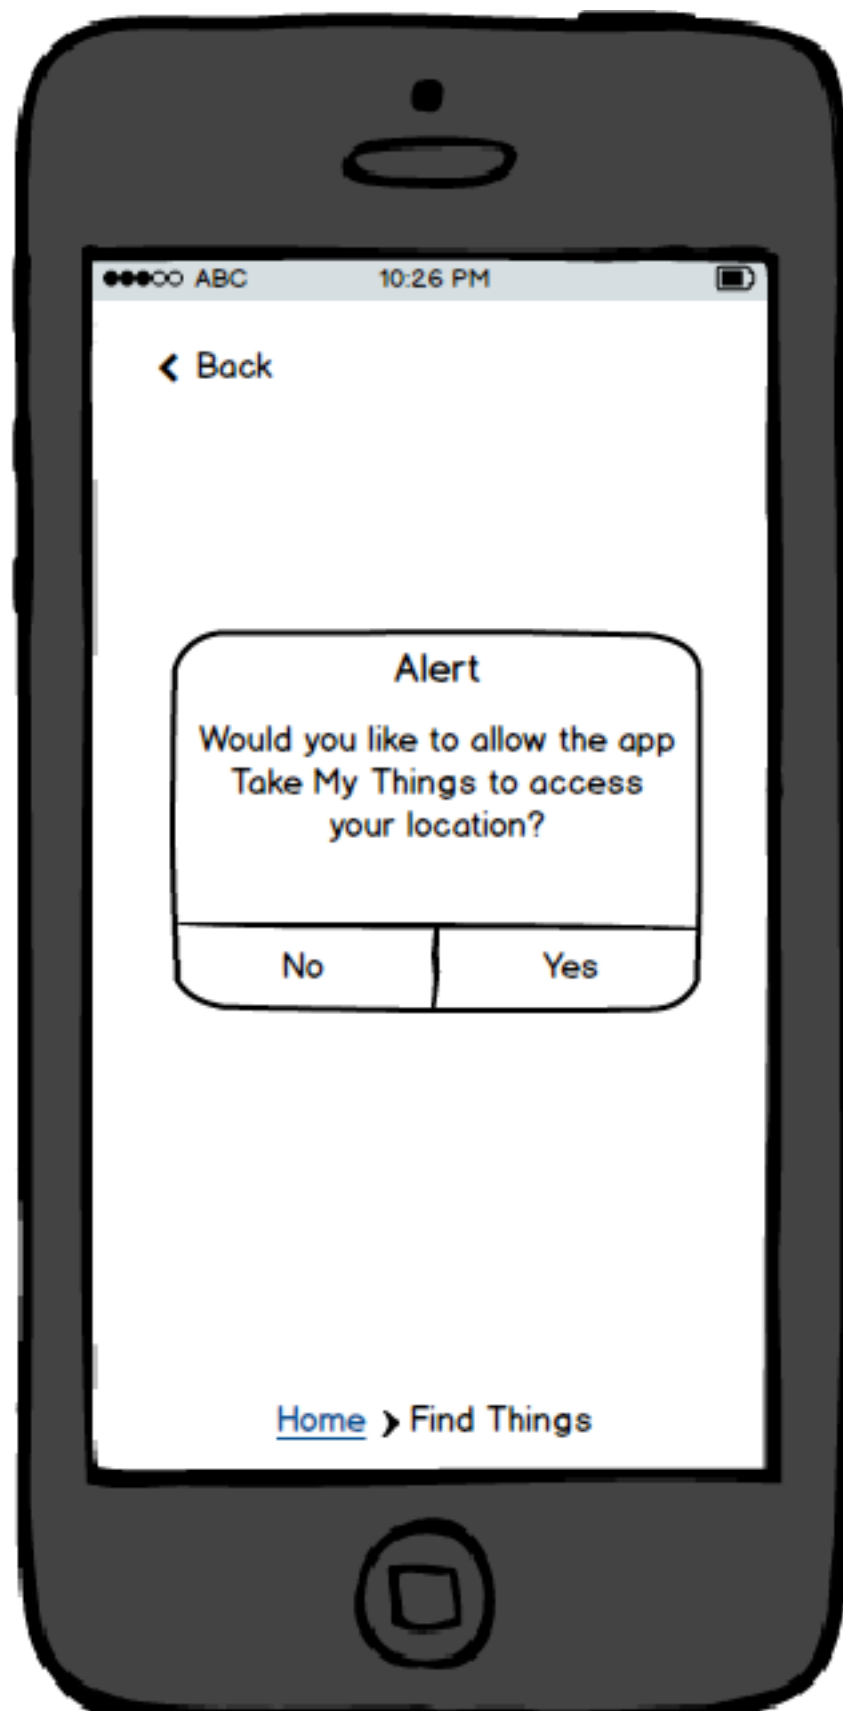 ABC 10:26 PM
Back
Alert
Would you like to allow the app
Take My Things to access
your location?
No Yes
Home > Find Things